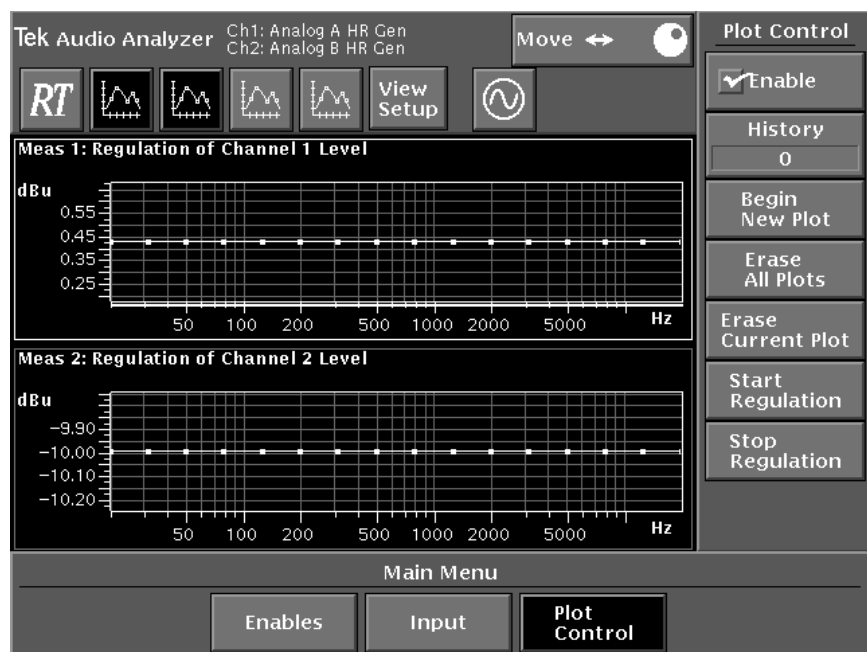 Tek Audio Analyzer
Ch1: Analog A HR Gen
Ch2: Analog B HR Gen
Move
RT
View
Setup
Meas 1: Regulation of Channel 1 Level
dBu
0.55
0.45
0.35
0.25
50 100 200 500 1000 2000 5000 Hz
Meas 2: Regulation of Channel 2 Level
dBu
-9.90
-10.00
-10.10
-10.20
50 100 200 500 1000 2000 5000 Hz
Plot Control
Enable
History
0
Begin
New Plot
Erase
All Plots
Erase
Current Plot
Start
Regulation
Stop
Regulation
Main Menu
Enables
Input
Plot
Control